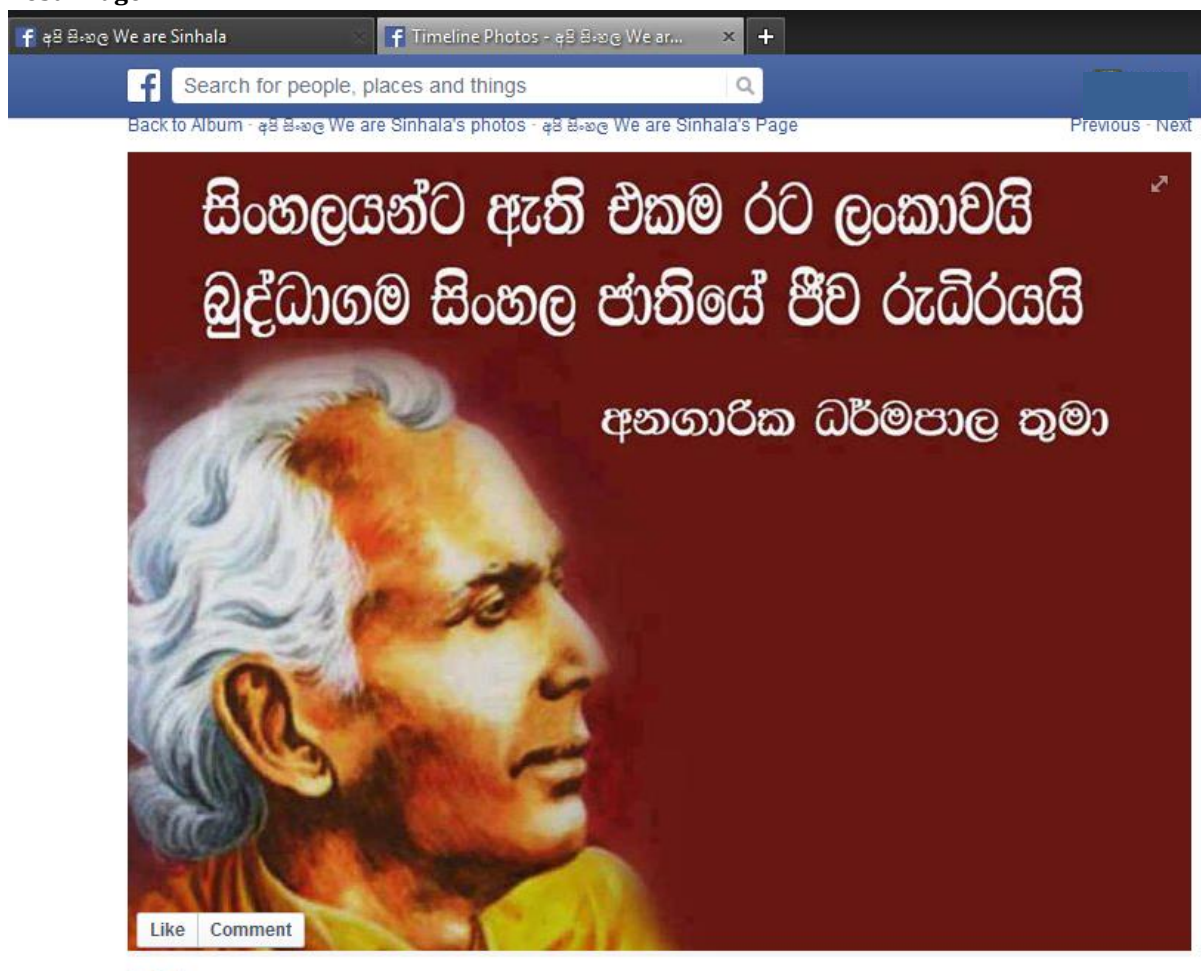 අපි සිංහල We are Sinhala
Timeline Photos - අපි සිංහල We ar...
Search for people, places and things
Back to Album · අපි සිංහල We are Sinhala's photos · අපි සිංහල We are Sinhala's Page
Previous · Next
සිංහලයන්ට ඇති එකම රට ලංකාවයි
බුද්ධාගම සිංහල ජාතියේ ජීව රුධිරයයි
අනගාරික ධර්මපාල තුමා
Like Comment